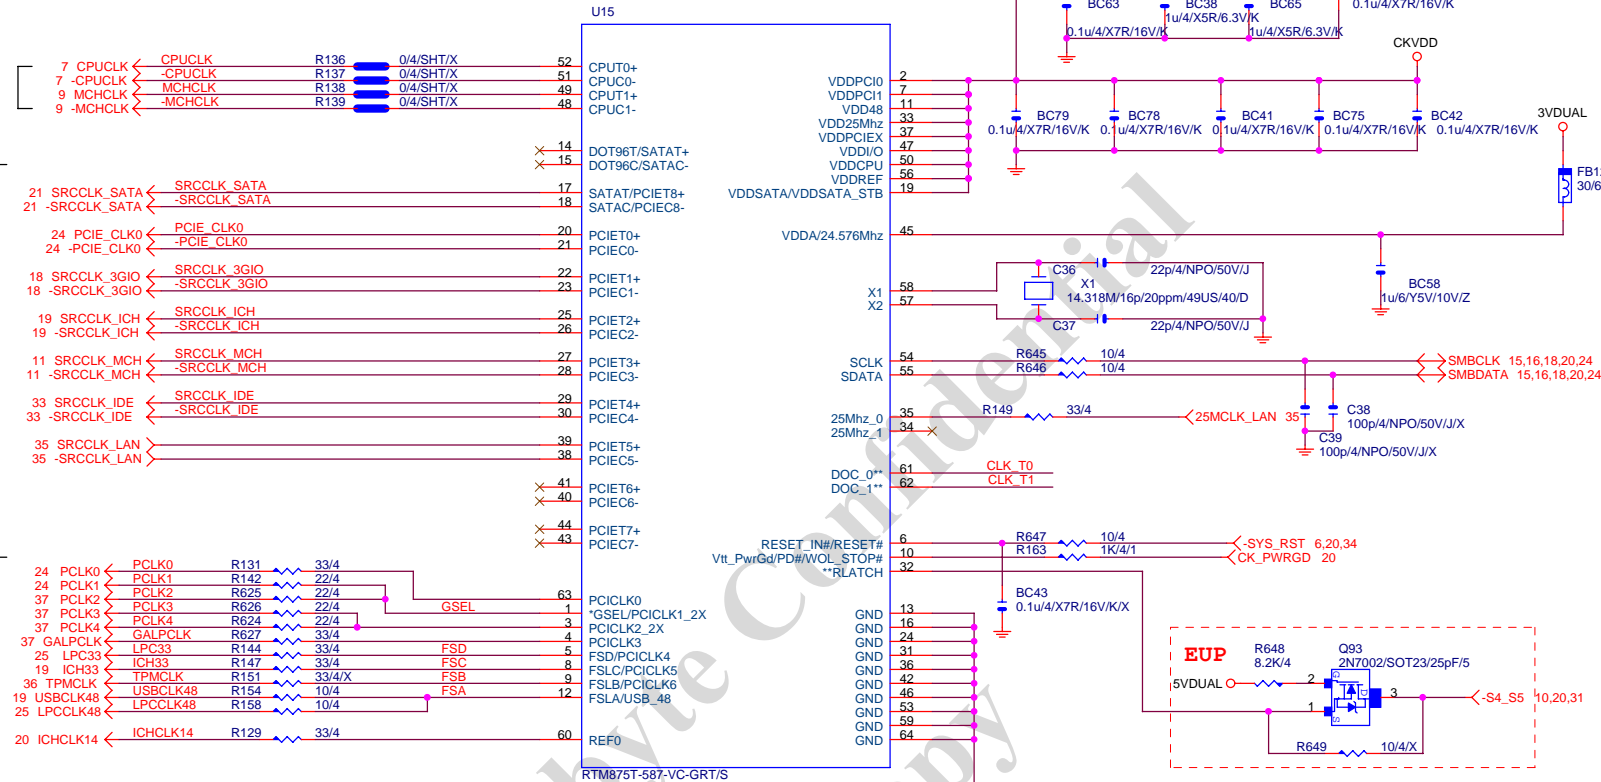 U15
BC63
BC38
BC65
0.1u/4/X7R/16V/K
1u/4/X5R/6.3V/K
0.1u/4/X7R/16V/K
1u/4/X5R/6.3V/K
CKVDD
7 CPUCLK CPUCLK R136 0/4/SHT/X 52 CPUT0+
7 -CPUCLK -CPUCLK R137 0/4/SHT/X 51 CPUC0-
9 MCHCLK MCHCLK R138 0/4/SHT/X 49 CPUT1+
9 -MCHCLK -MCHCLK R139 0/4/SHT/X 48 CPUC1-
VDDPCI0 2
VDDPCI1 7
VDD48 11
VDD25Mhz 33
VDDPCIEX 37
VDDI/O 47
VDDCPU 50
VDDREF 56
VDDSATA/VDDSATA_STB 19
BC79 0.1u/4/X7R/16V/K
BC78 0.1u/4/X7R/16V/K
BC41 0.1u/4/X7R/16V/K
BC75 0.1u/4/X7R/16V/K
BC42 0.1u/4/X7R/16V/K
3VDUAL
14 DOT96T/SATAT+
15 DOT96C/SATAC-
21 SRCCLK_SATA SRCCLK_SATA 17 SATAT/PCIET8+
21 -SRCCLK_SATA -SRCCLK_SATA 18 SATAC/PCIEC8-
24 PCIE_CLK0 PCIE_CLK0 20 PCIET0+
24 -PCIE_CLK0 -PCIE_CLK0 21 PCIEC0-
VDDA/24.576Mhz 45
18 SRCCLK_3GIO SRCCLK_3GIO 22 PCIET1+
18 -SRCCLK_3GIO -SRCCLK_3GIO 23 PCIEC1-
C36 22p/4/NPO/50V/J
X1
14.318M/16p/20ppm/49US/40/D
C37 22p/4/NPO/50V/J
X1 58
X2 57
BC58
1u/6/Y5V/10V/Z
19 SRCCLK_ICH SRCCLK_ICH 25 PCIET2+
19 -SRCCLK_ICH -SRCCLK_ICH 26 PCIEC2-
11 SRCCLK_MCH SRCCLK_MCH 27 PCIET3+
11 -SRCCLK_MCH -SRCCLK_MCH 28 PCIEC3-
SCLK 54 R645 10/4 SMBCLK 15,16,18,20,24
SDATA 55 R646 10/4 SMBDATA 15,16,18,20,24
33 SRCCLK_IDE SRCCLK_IDE 29 PCIET4+
33 -SRCCLK_IDE -SRCCLK_IDE 30 PCIEC4-
25Mhz_0 35 R149 33/4 25MCLK_LAN 35
25Mhz_1 34
C38
100p/4/NPO/50V/J/X
C39
100p/4/NPO/50V/J/X
35 SRCCLK_LAN 39 PCIET5+
35 -SRCCLK_LAN 38 PCIEC5-
DOC_0** 61 CLK_T0
DOC_1** 62 CLK_T1
41 PCIET6+
40 PCIEC6-
44 PCIET7+
43 PCIEC7-
RESET_IN#/RESET# 6 R647 10/4 -SYS_RST 6,20,34
Vtt_PwrGd/PD#/WOL_STOP# 10 R163 1K/4/1 CK_PWRGD 20
**RLATCH 32
BC43
0.1u/4/X7R/16V/K/X
24 PCLK0 PCLK0 R131 33/4 63 PCICLK0
24 PCLK1 PCLK1 R142 22/4 GSEL 1 *GSEL/PCICLK1_2X
37 PCLK2 PCLK2 R625 22/4 3 PCICLK2_2X
37 PCLK3 PCLK3 R626 22/4 4 PCICLK3
37 PCLK4 PCLK4 R624 22/4
37 GALPCLK GALPCLK R627 33/4
25 LPC33 LPC33 R144 33/4 FSD 5 FSD/PCICLK4
19 ICH33 ICH33 R147 33/4 FSC 8 FSLC/PCICLK5
36 TPMCLK TPMCLK R151 33/4/X FSB 9 FSLB/PCICLK6
19 USBCLK48 USBCLK48 R154 10/4 FSA 12 FSLA/USB_48
25 LPCCLK48 LPCCLK48 R158 10/4
20 ICHCLK14 ICHCLK14 R129 33/4 60 REF0
GND 13
GND 16
GND 24
GND 31
GND 36
GND 42
GND 46
GND 53
GND 59
GND 64
EUP
R648
8.2K/4
Q93
2N7002/SOT23/25pF/5
5VDUAL
2
G
D
S
1
3
-S4_S5 10,20,31
R649 10/4/X
RTM875T-587-VC-GRT/S
Confidential